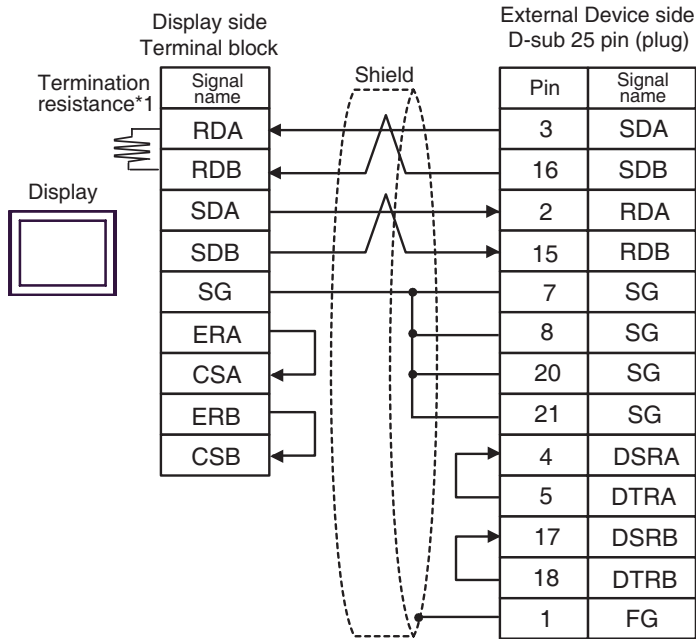 Display side
Terminal block
External Device side
D-sub 25 pin (plug)
Termination
resistance*1
Shield
Display
Signal
name
RDA
RDB
SDA
SDB
SG
ERA
CSA
ERB
CSB
Pin Signal
name
3 SDA
16 SDB
2 RDA
15 RDB
7 SG
8 SG
20 SG
21 SG
4 DSRA
5 DTRA
17 DSRB
18 DTRB
1 FG